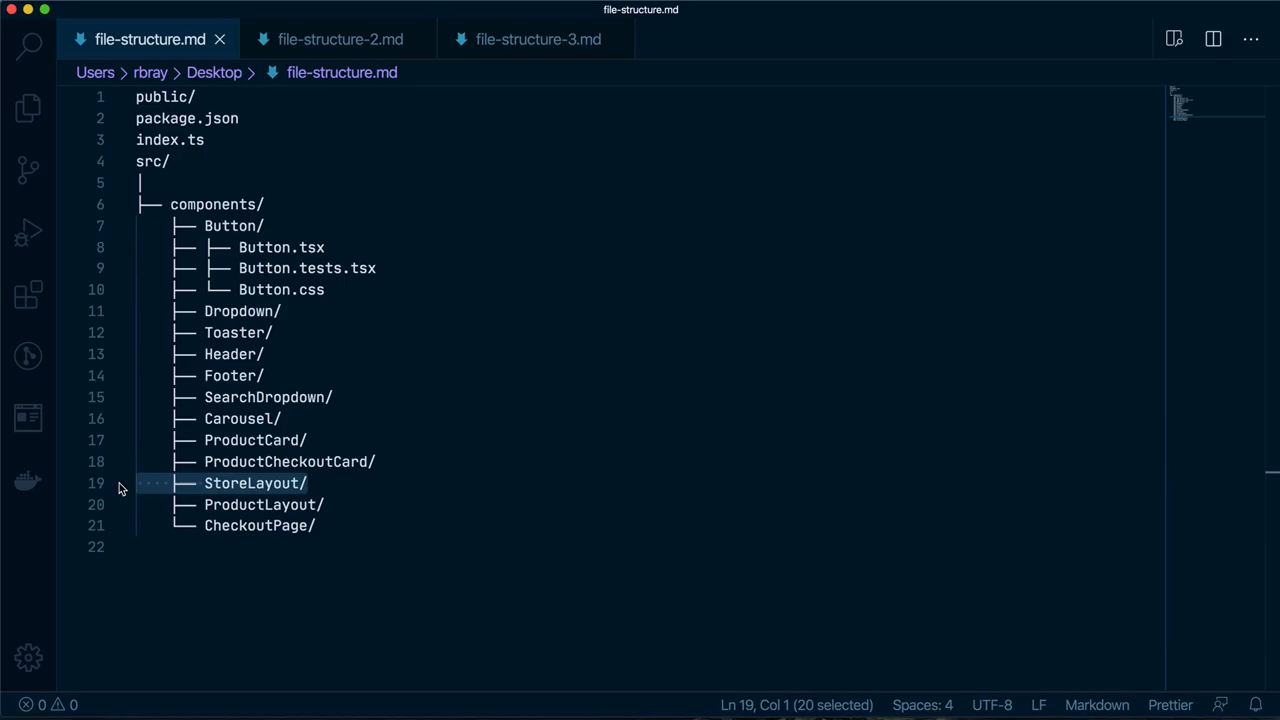 file-structure.md
file-structure.md
file-structure-2.md
file-structure-3.md
Users > rbray > Desktop > file-structure.md
1 public/
2 package.json
3 index.ts
4 src/
5 │
6 ├── components/
7 ├── Button/
8 ├── ├── Button.tsx
9 ├── ├── Button.tests.tsx
10 ├── └── Button.css
11 ├── Dropdown/
12 ├── Toaster/
13 ├── Header/
14 ├── Footer/
15 ├── SearchDropdown/
16 ├── Carousel/
17 ├── ProductCard/
18 ├── ProductCheckoutCard/
19 ├── StoreLayout/
20 ├── ProductLayout/
21 └── CheckoutPage/
22
0 0 Ln 19, Col 1 (20 selected) Spaces: 4 UTF-8 LF Markdown Prettier